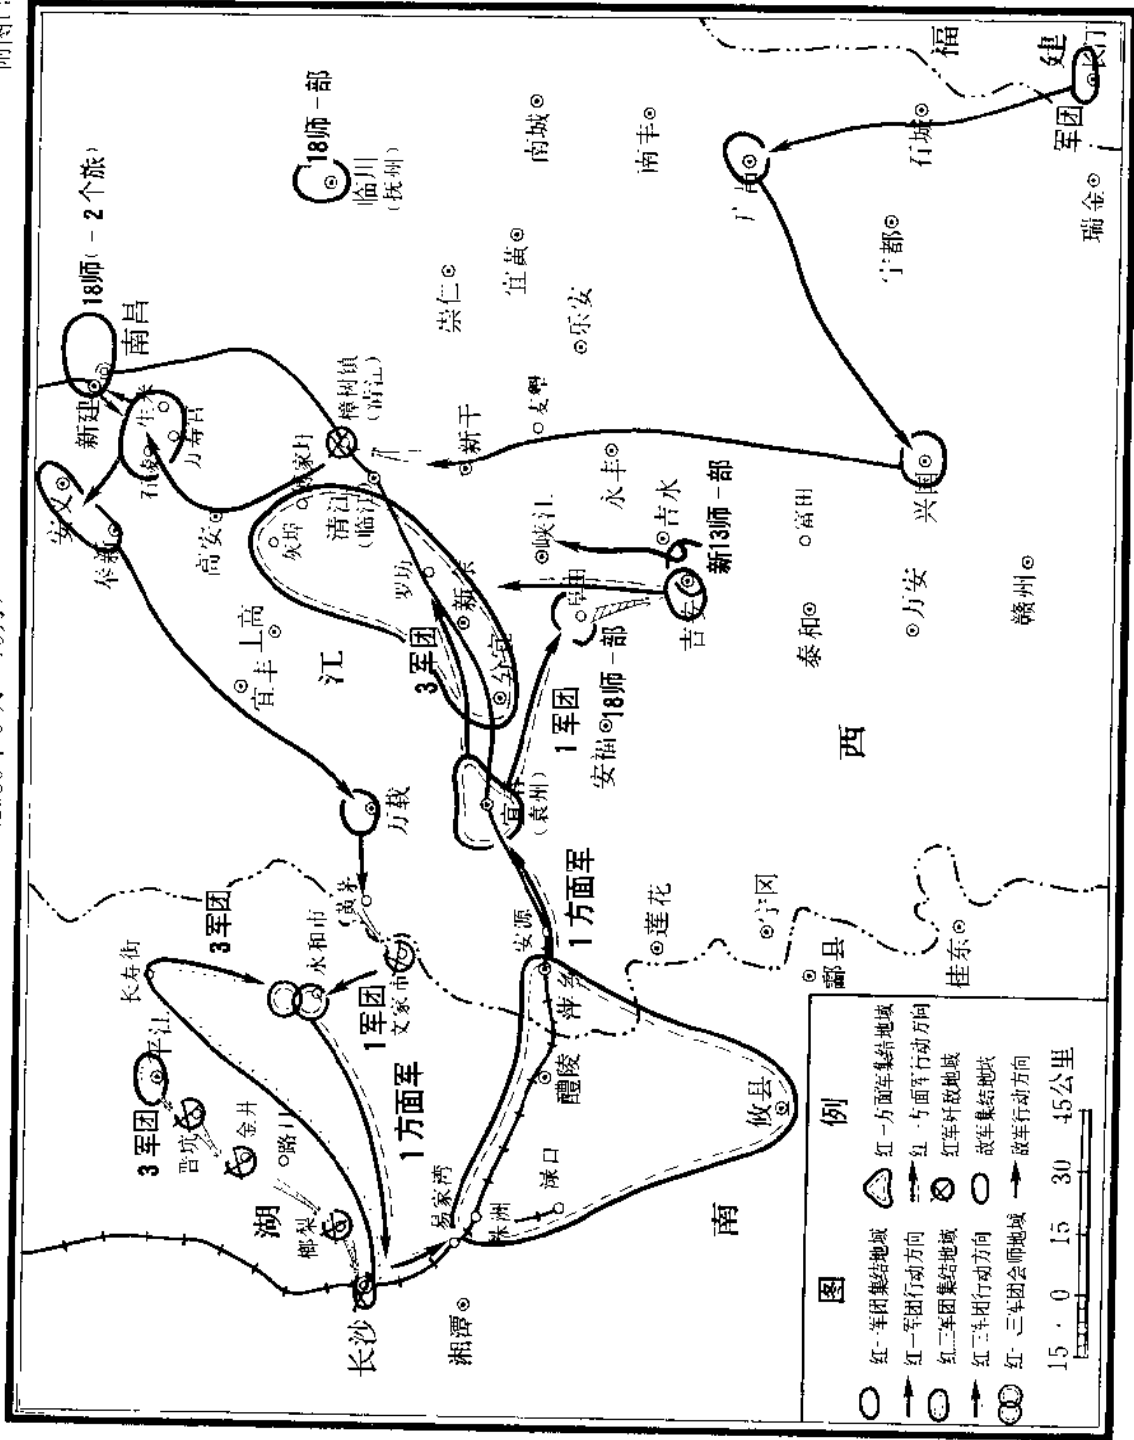 福
建
长汀
军团
石城
瑞金
广昌
宁都
南城
南丰
18师-部
临川
（抚州）
18师（-2个旅）
南昌
新建
生米
万寿宫
安义
奉新
高安
崇仁
宜黄
乐安
樟树镇
（清江）
新干
永丰
兴国
灰埠
清江
（临江）
罗坊
新余
分宜
峡江
吉水
新13师-部
富田
吉安
万安
泰和
赣州
宜丰
上高
江
西
3军团
1军团
18师-部
安福
万载
宜春
（袁州）
1方面军
安源
萍乡
莲花
宁冈
酃县
桂东
3军团
长寿街
永和市
黄茅
文家市
1军团
平江
3军团
晋坑
金井
湖
南
榔梨
长沙
湘潭
易家湾
株洲
渌口
醴陵
攸县
1方面军
图 例
红一军团集结地域
红一军团行动方向
红三军团集结地域
红三军团行动方向
红一、三军团会师地域
红一方面军集结地域
红一方面军行动方向
红军歼敌地域
敌军集结地域
敌军行动方向
15 0 15 30 45公里